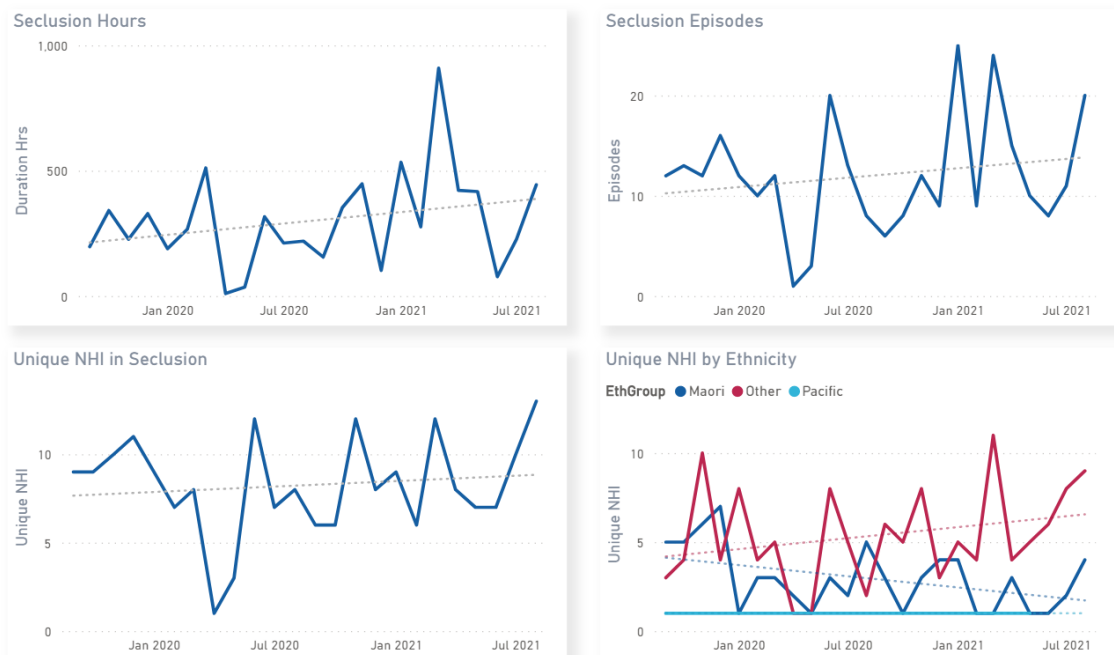 Seclusion Hours
1,000
500
0
Duration Hrs
Jan 2020 Jul 2020 Jan 2021 Jul 2021
Seclusion Episodes
20
10
0
Episodes
Jan 2020 Jul 2020 Jan 2021 Jul 2021
Unique NHI in Seclusion
10
5
0
Unique NHI
Jan 2020 Jul 2020 Jan 2021 Jul 2021
Unique NHI by Ethnicity
EthGroup Maori Other Pacific
10
5
0
Unique NHI
Jan 2020 Jul 2020 Jan 2021 Jul 2021